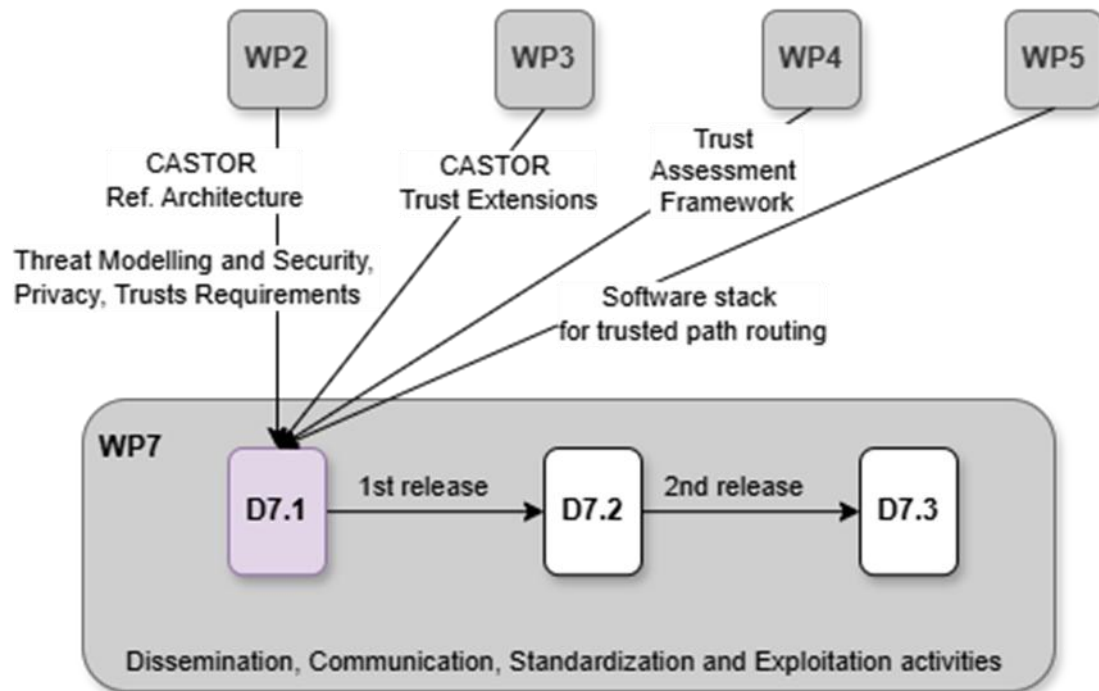 WP2
WP3
WP4
WP5
CASTOR
Ref. Architecture
CASTOR
Trust Extensions
Trust
Assessment
Framework
Threat Modelling and Security,
Privacy, Trusts Requirements
Software stack
for trusted path routing
WP7
D7.1
1st release
D7.2
2nd release
D7.3
Dissemination, Communication, Standardization and Exploitation activities